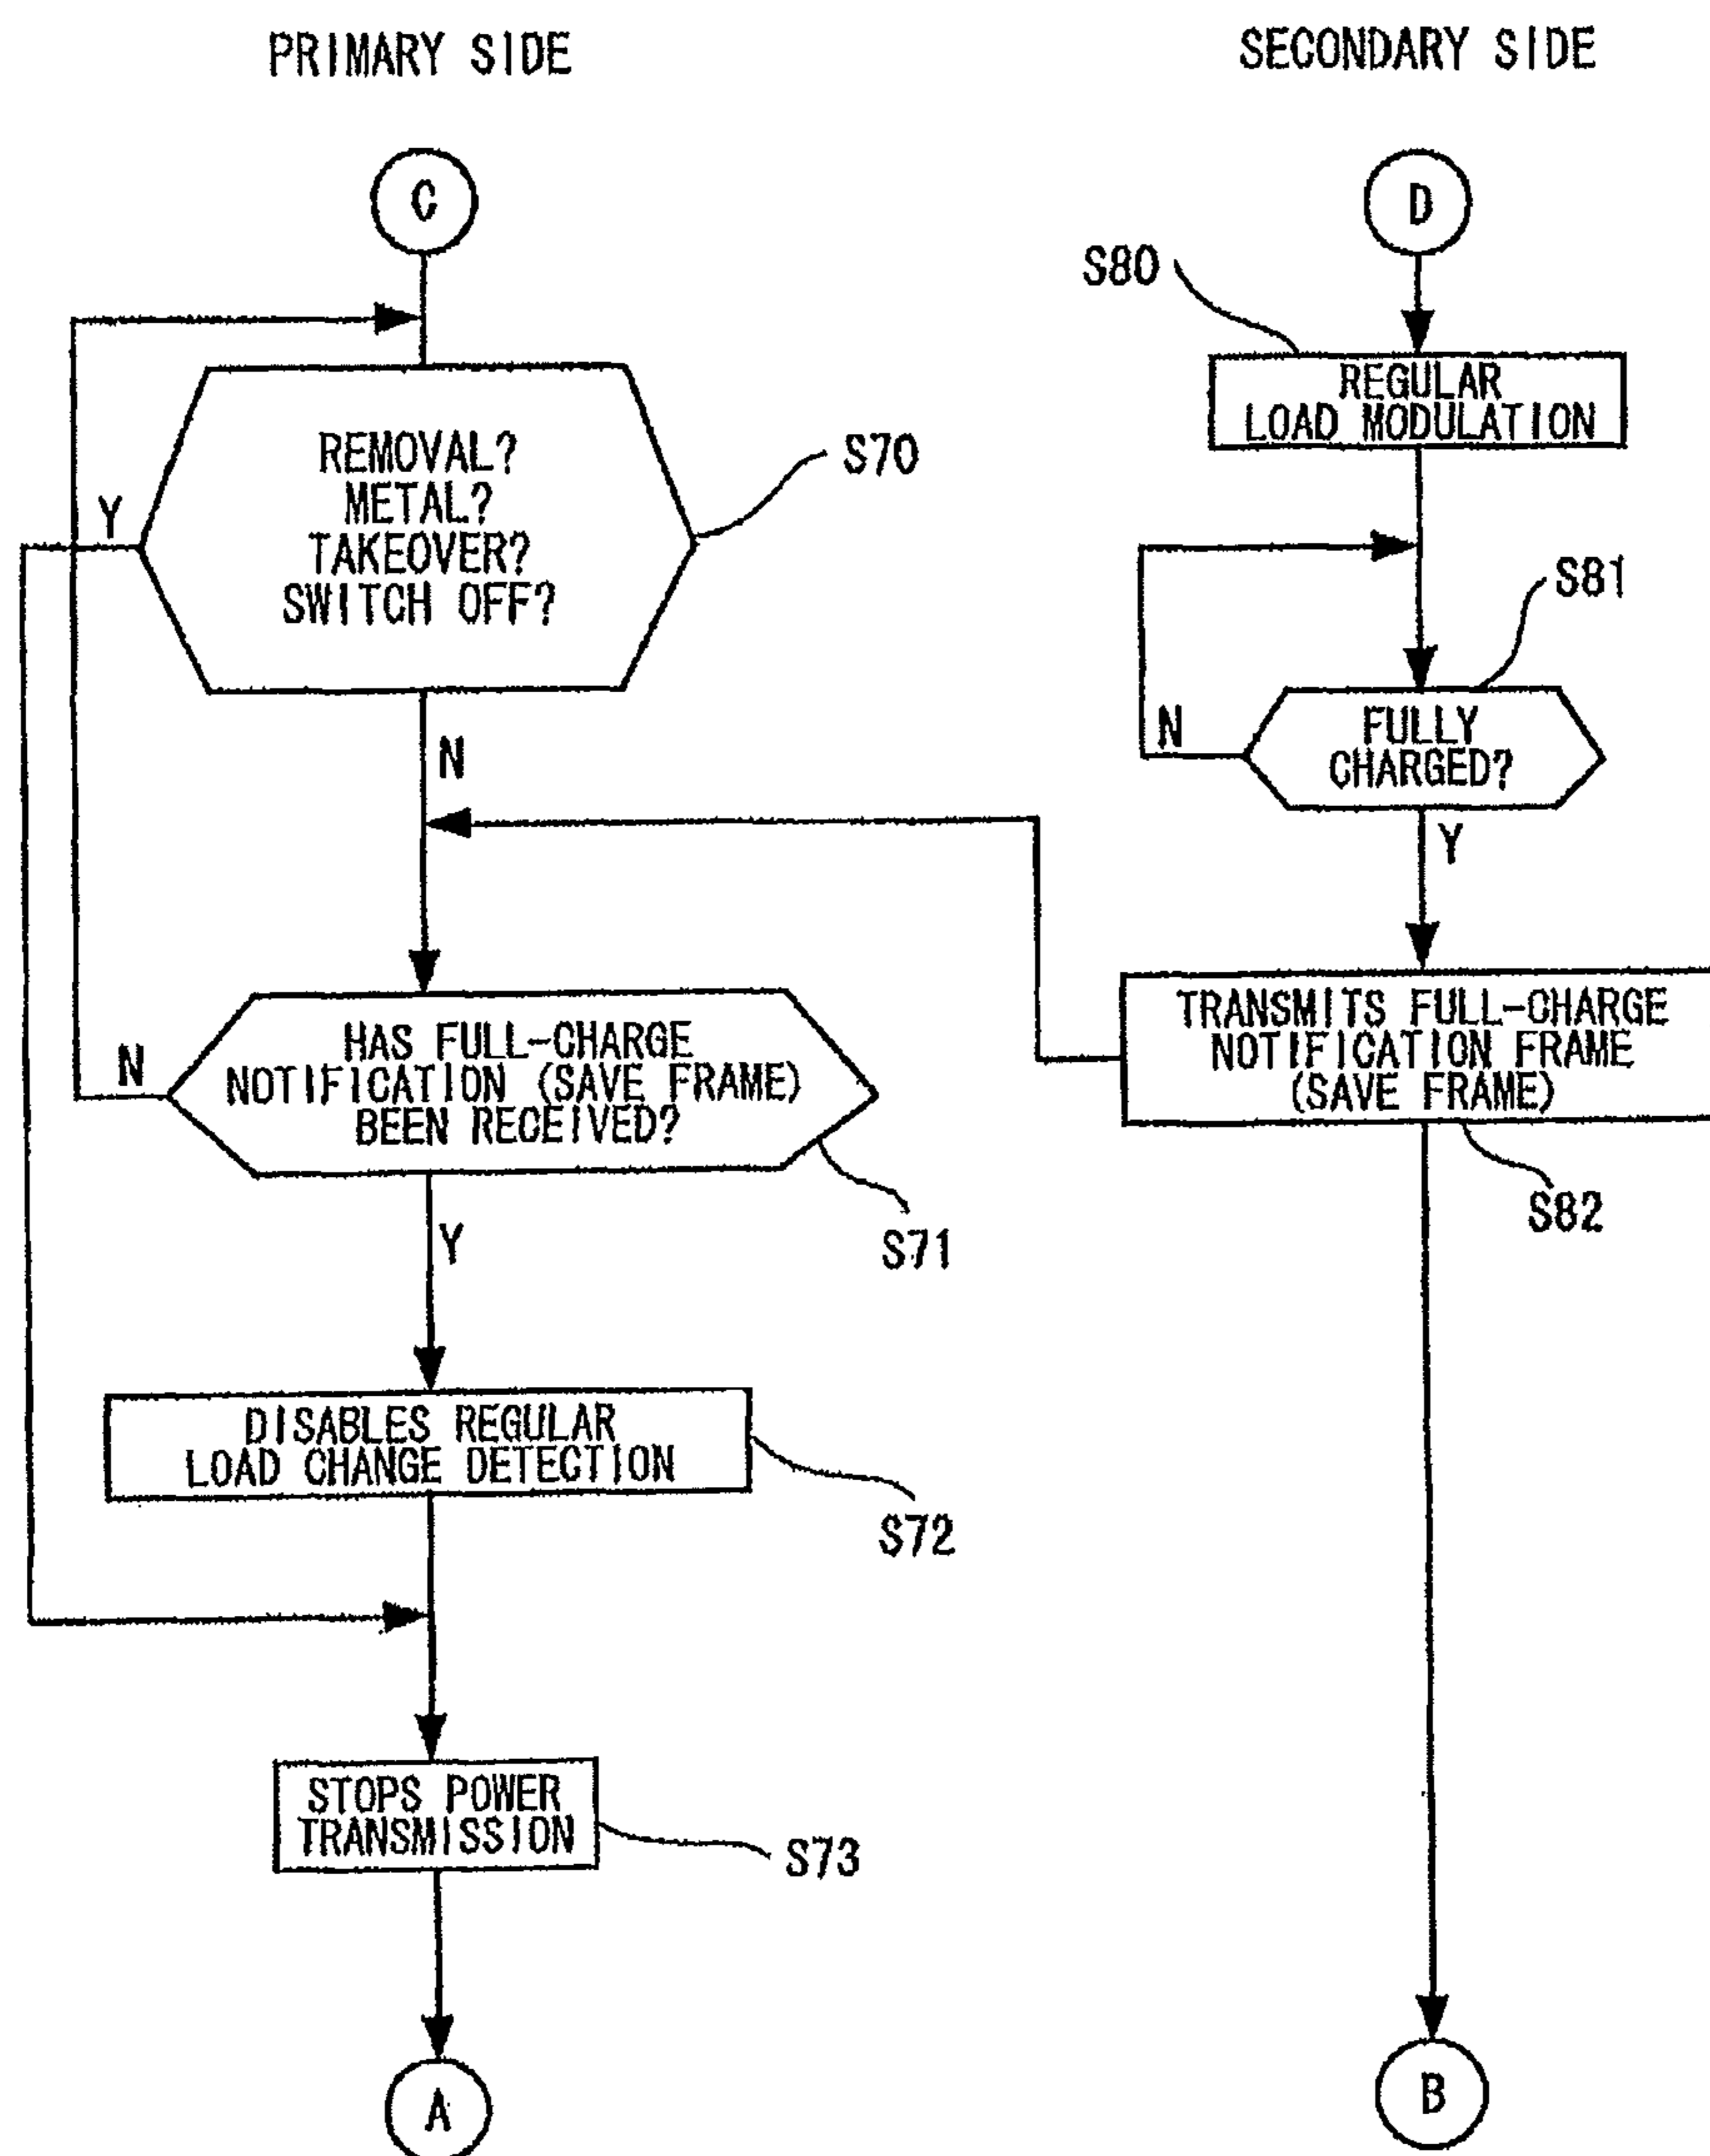 PRIMARY SIDE
SECONDARY SIDE
C
D
S80
REGULAR
LOAD MODULATION
REMOVAL?
METAL?
TAKEOVER?
SWITCH OFF?
S70
Y
N
S81
FULLY
CHARGED?
N
Y
HAS FULL-CHARGE
NOTIFICATION (SAVE FRAME)
BEEN RECEIVED?
N
S71
Y
TRANSMITS FULL-CHARGE
NOTIFICATION FRAME
(SAVE FRAME)
S82
DISABLES REGULAR
LOAD CHANGE DETECTION
S72
STOPS POWER
TRANSMISSION
S73
A
B